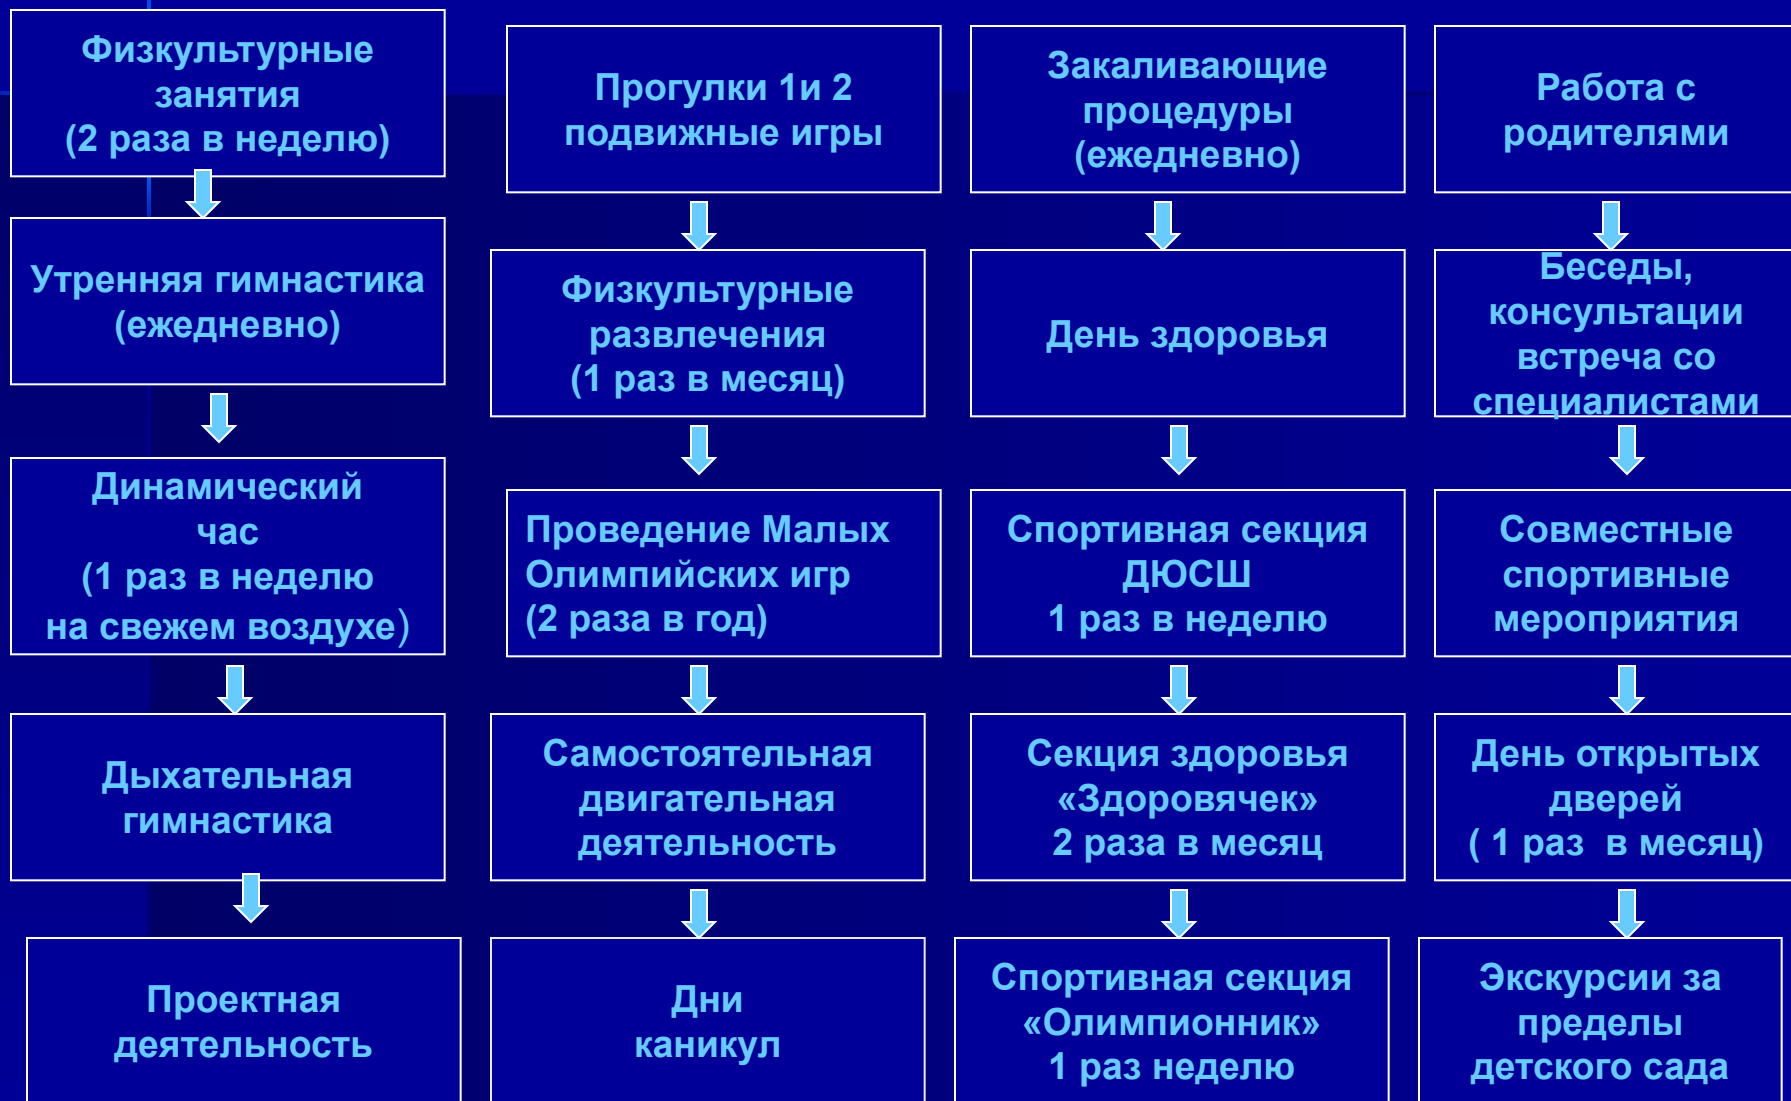 Физкультурные
занятия
(2 раза в неделю)
Утренняя гимнастика
(ежедневно)
Динамический
час
(1 раз в неделю
на свежем воздухе)
Дыхательная
гимнастика
Проектная
деятельность
Прогулки 1и 2
подвижные игры
Физкультурные
развлечения
(1 раз в месяц)
Проведение Малых
Олимпийских игр
(2 раза в год)
Самостоятельная
двигательная
деятельность
Дни
каникул
Закаливающие
процедуры
(ежедневно)
День здоровья
Спортивная секция
ДЮСШ
1 раз в неделю
Секция здоровья
«Здоровячек»
2 раза в месяц
Спортивная секция
«Олимпионник»
1 раз неделю
Работа с
родителями
Беседы,
консультации
встреча со
специалистами
Совместные
спортивные
мероприятия
День открытых
дверей
( 1 раз  в месяц)
Экскурсии за
пределы
детского сада